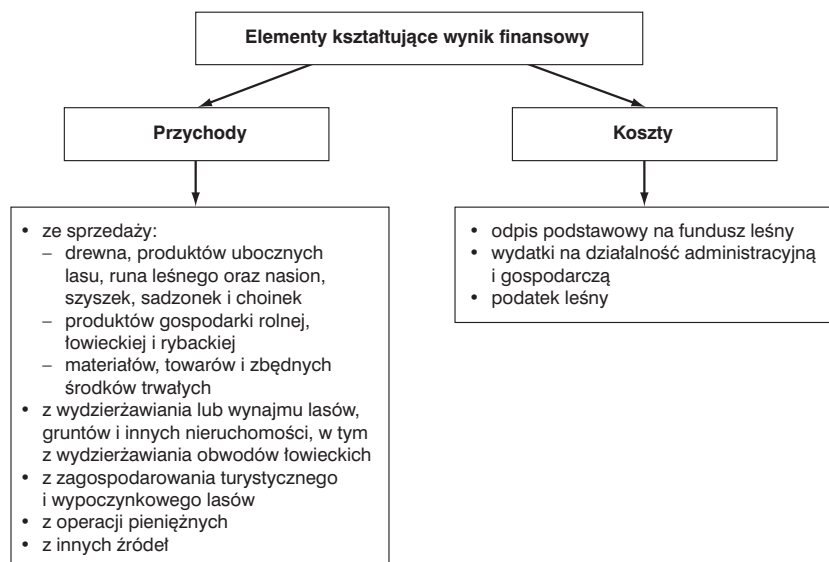 Elementy kształtujące wynik finansowy
Przychody
• ze sprzedaży:
– drewna, produktów ubocznych
lasu, runa leśnego oraz nasion,
szyszek, sadzonek i choinek
– produktów gospodarki rolnej,
łowieckiej i rybackiej
– materiałów, towarów i zbędnych
środków trwałych
• z wydzierżawiania lub wynajmu lasów,
gruntów i innych nieruchomości, w tym
z wydzierżawiania obwodów łowieckich
• z zagospodarowania turystycznego
i wypoczynkowego lasów
• z operacji pieniężnych
• z innych źródeł
Koszty
• odpis podstawowy na fundusz leśny
• wydatki na działalność administracyjną
i gospodarczą
• podatek leśny